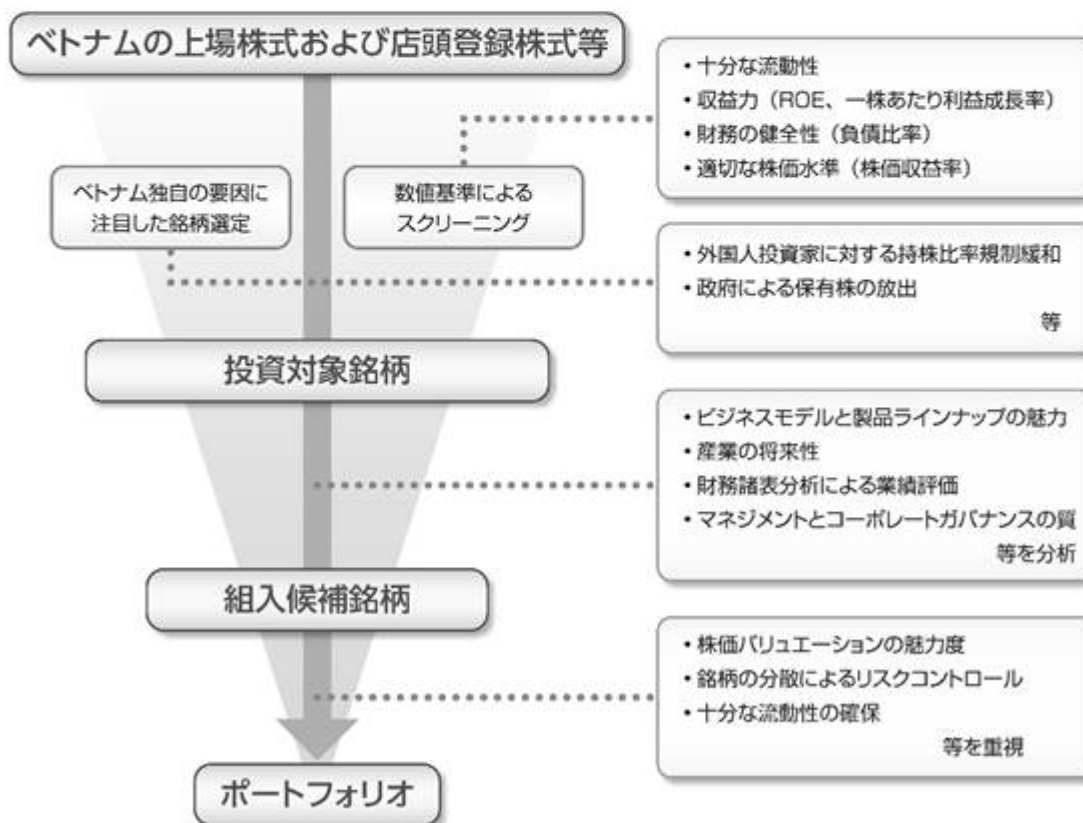 ベトナムの上場株式および店頭登録株式等
・十分な流動性
・収益力（ROE、一株あたり利益成長率）
・財務の健全性（負債比率）
・適切な株価水準（株価収益率）
ベトナム独自の要因に
注目した銘柄選定
数値基準による
スクリーニング
・外国人投資家に対する持株比率規制緩和
・政府による保有株の放出
等
投資対象銘柄
・ビジネスモデルと製品ラインナップの魅力
・産業の将来性
・財務諸表分析による業績評価
・マネジメントとコーポレートガバナンスの質
等を分析
組入候補銘柄
・株価バリュエーションの魅力度
・銘柄の分散によるリスクコントロール
・十分な流動性の確保
等を重視
ポートフォリオ